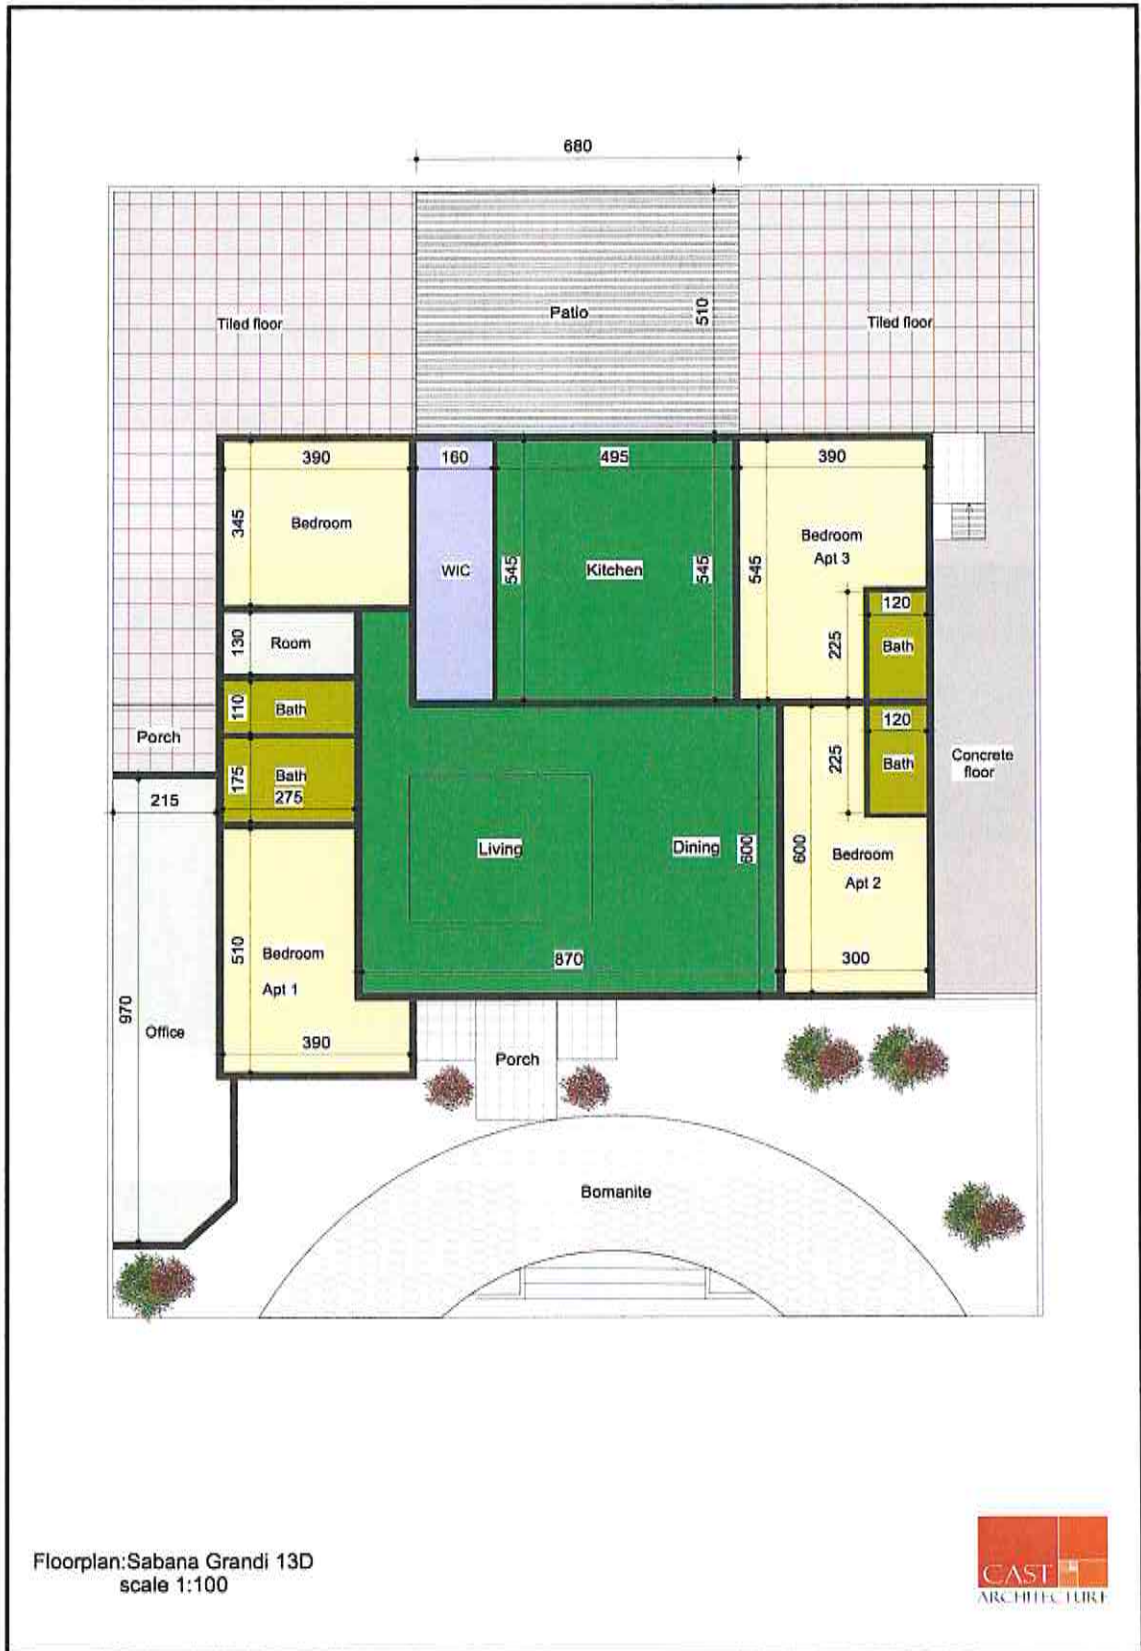 680
Tiled floor
Patio
510
Tiled floor
390
160
495
390
345
Bedroom
WIC
545
Kitchen
545
545
Bedroom
Apt 3
120
225
Bath
130
Room
110
Bath
Porch
175
Bath
275
215
120
225
Bath
Concrete
floor
Living
Dining
600
600
Bedroom
Apt 2
510
Bedroom
Apt 1
870
300
970
Office
390
Porch
Bomanite
Floorplan:Sabana Grandi 13D
scale 1:100
CAST
ARCHITECTURE